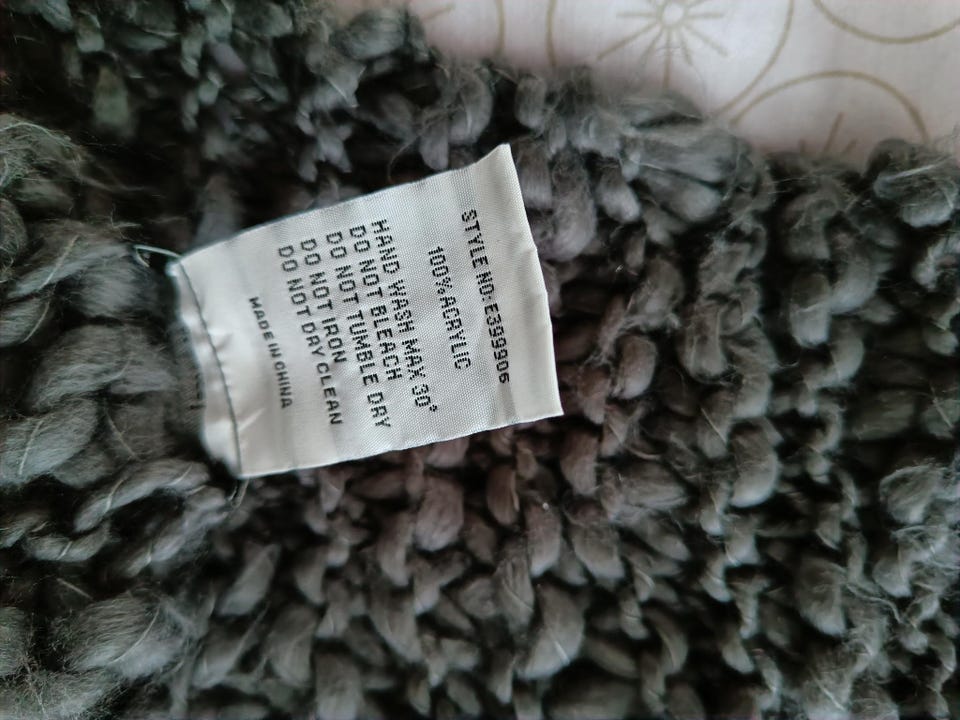 STYLE NO: E399906
100% ACRYLIC
HAND WASH MAX 30°
DO NOT BLEACH
DO NOT TUMBLE DRY
DO NOT IRON
DO NOT DRY CLEAN
MADE IN CHINA